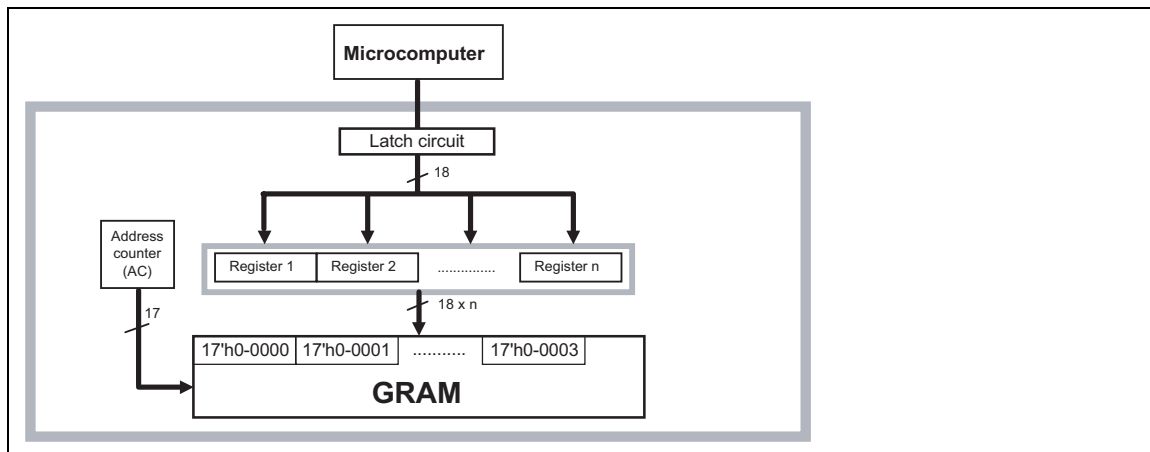 Microcomputer
Latch circuit
18
Address
counter
(AC)
Register 1 Register 2 ............... Register n
17
18 x n
17'h0-0000 17'h0-0001 ........... 17'h0-0003
GRAM